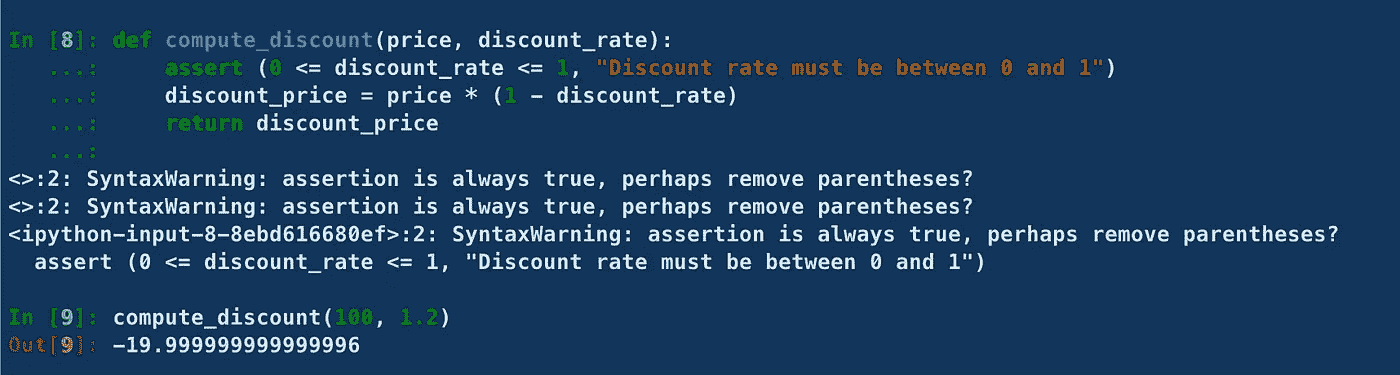 In [8]: def compute_discount(price, discount_rate):
   ...:     assert (0 <= discount_rate <= 1, "Discount rate must be between 0 and 1")
   ...:     discount_price = price * (1 - discount_rate)
   ...:     return discount_price
   ...:
<>:2: SyntaxWarning: assertion is always true, perhaps remove parentheses?
<>:2: SyntaxWarning: assertion is always true, perhaps remove parentheses?
<ipython-input-8-8ebd616680ef>:2: SyntaxWarning: assertion is always true, perhaps remove parentheses?
  assert (0 <= discount_rate <= 1, "Discount rate must be between 0 and 1")
In [9]: compute_discount(100, 1.2)
Out[9]: -19.999999999999996